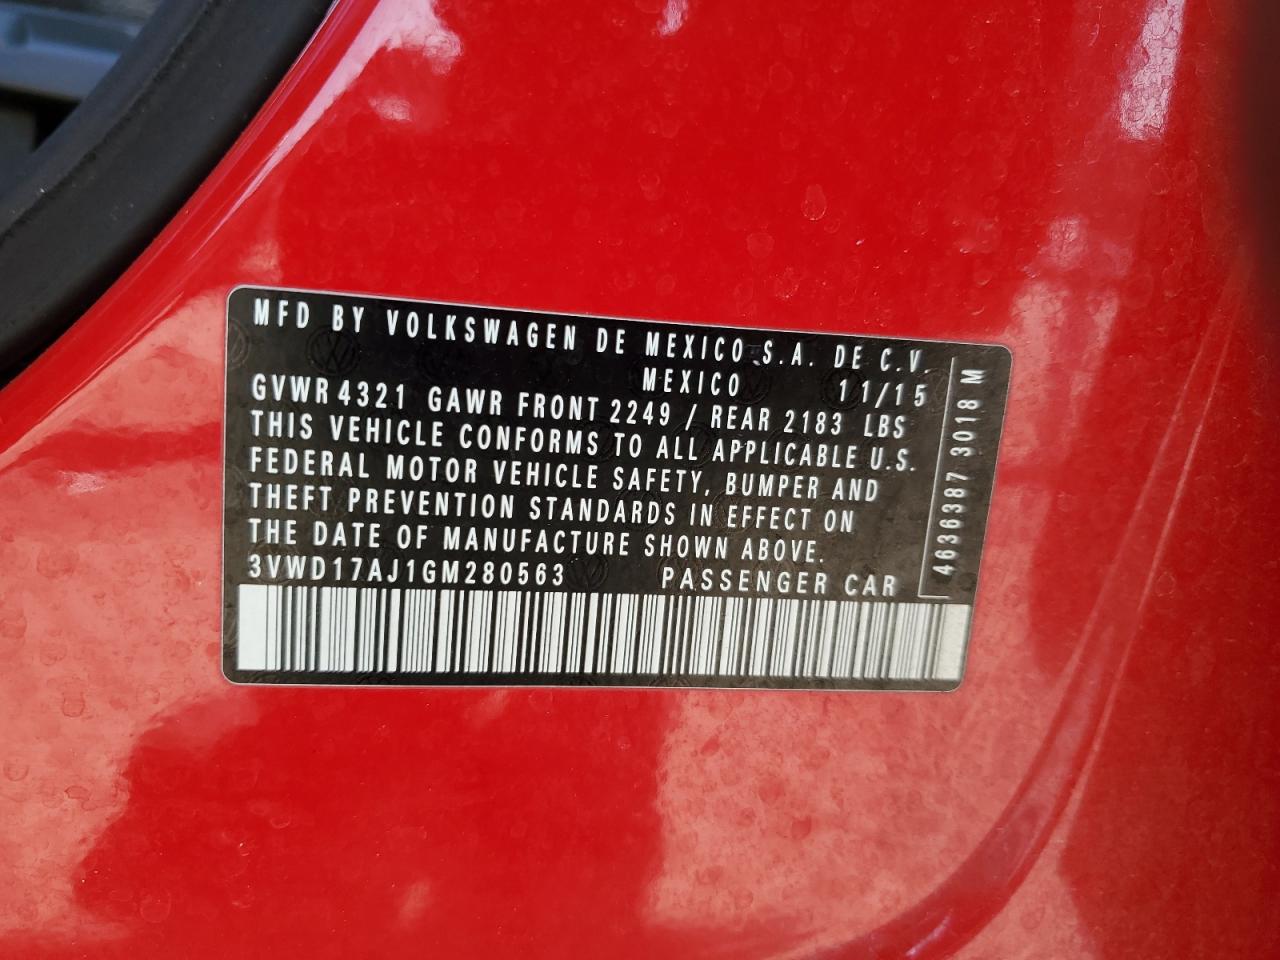 MFD BY VOLKSWAGEN DE MEXICO S.A. DE C.V.
MEXICO 11/15
GVWR 4321 GAWR FRONT 2249 / REAR 2183 LBS
THIS VEHICLE CONFORMS TO ALL APPLICABLE U.S.
FEDERAL MOTOR VEHICLE SAFETY, BUMPER AND
THEFT PREVENTION STANDARDS IN EFFECT ON
THE DATE OF MANUFACTURE SHOWN ABOVE.
3VWD17AJ1GM280563 PASSENGER CAR
4636387 3018 M